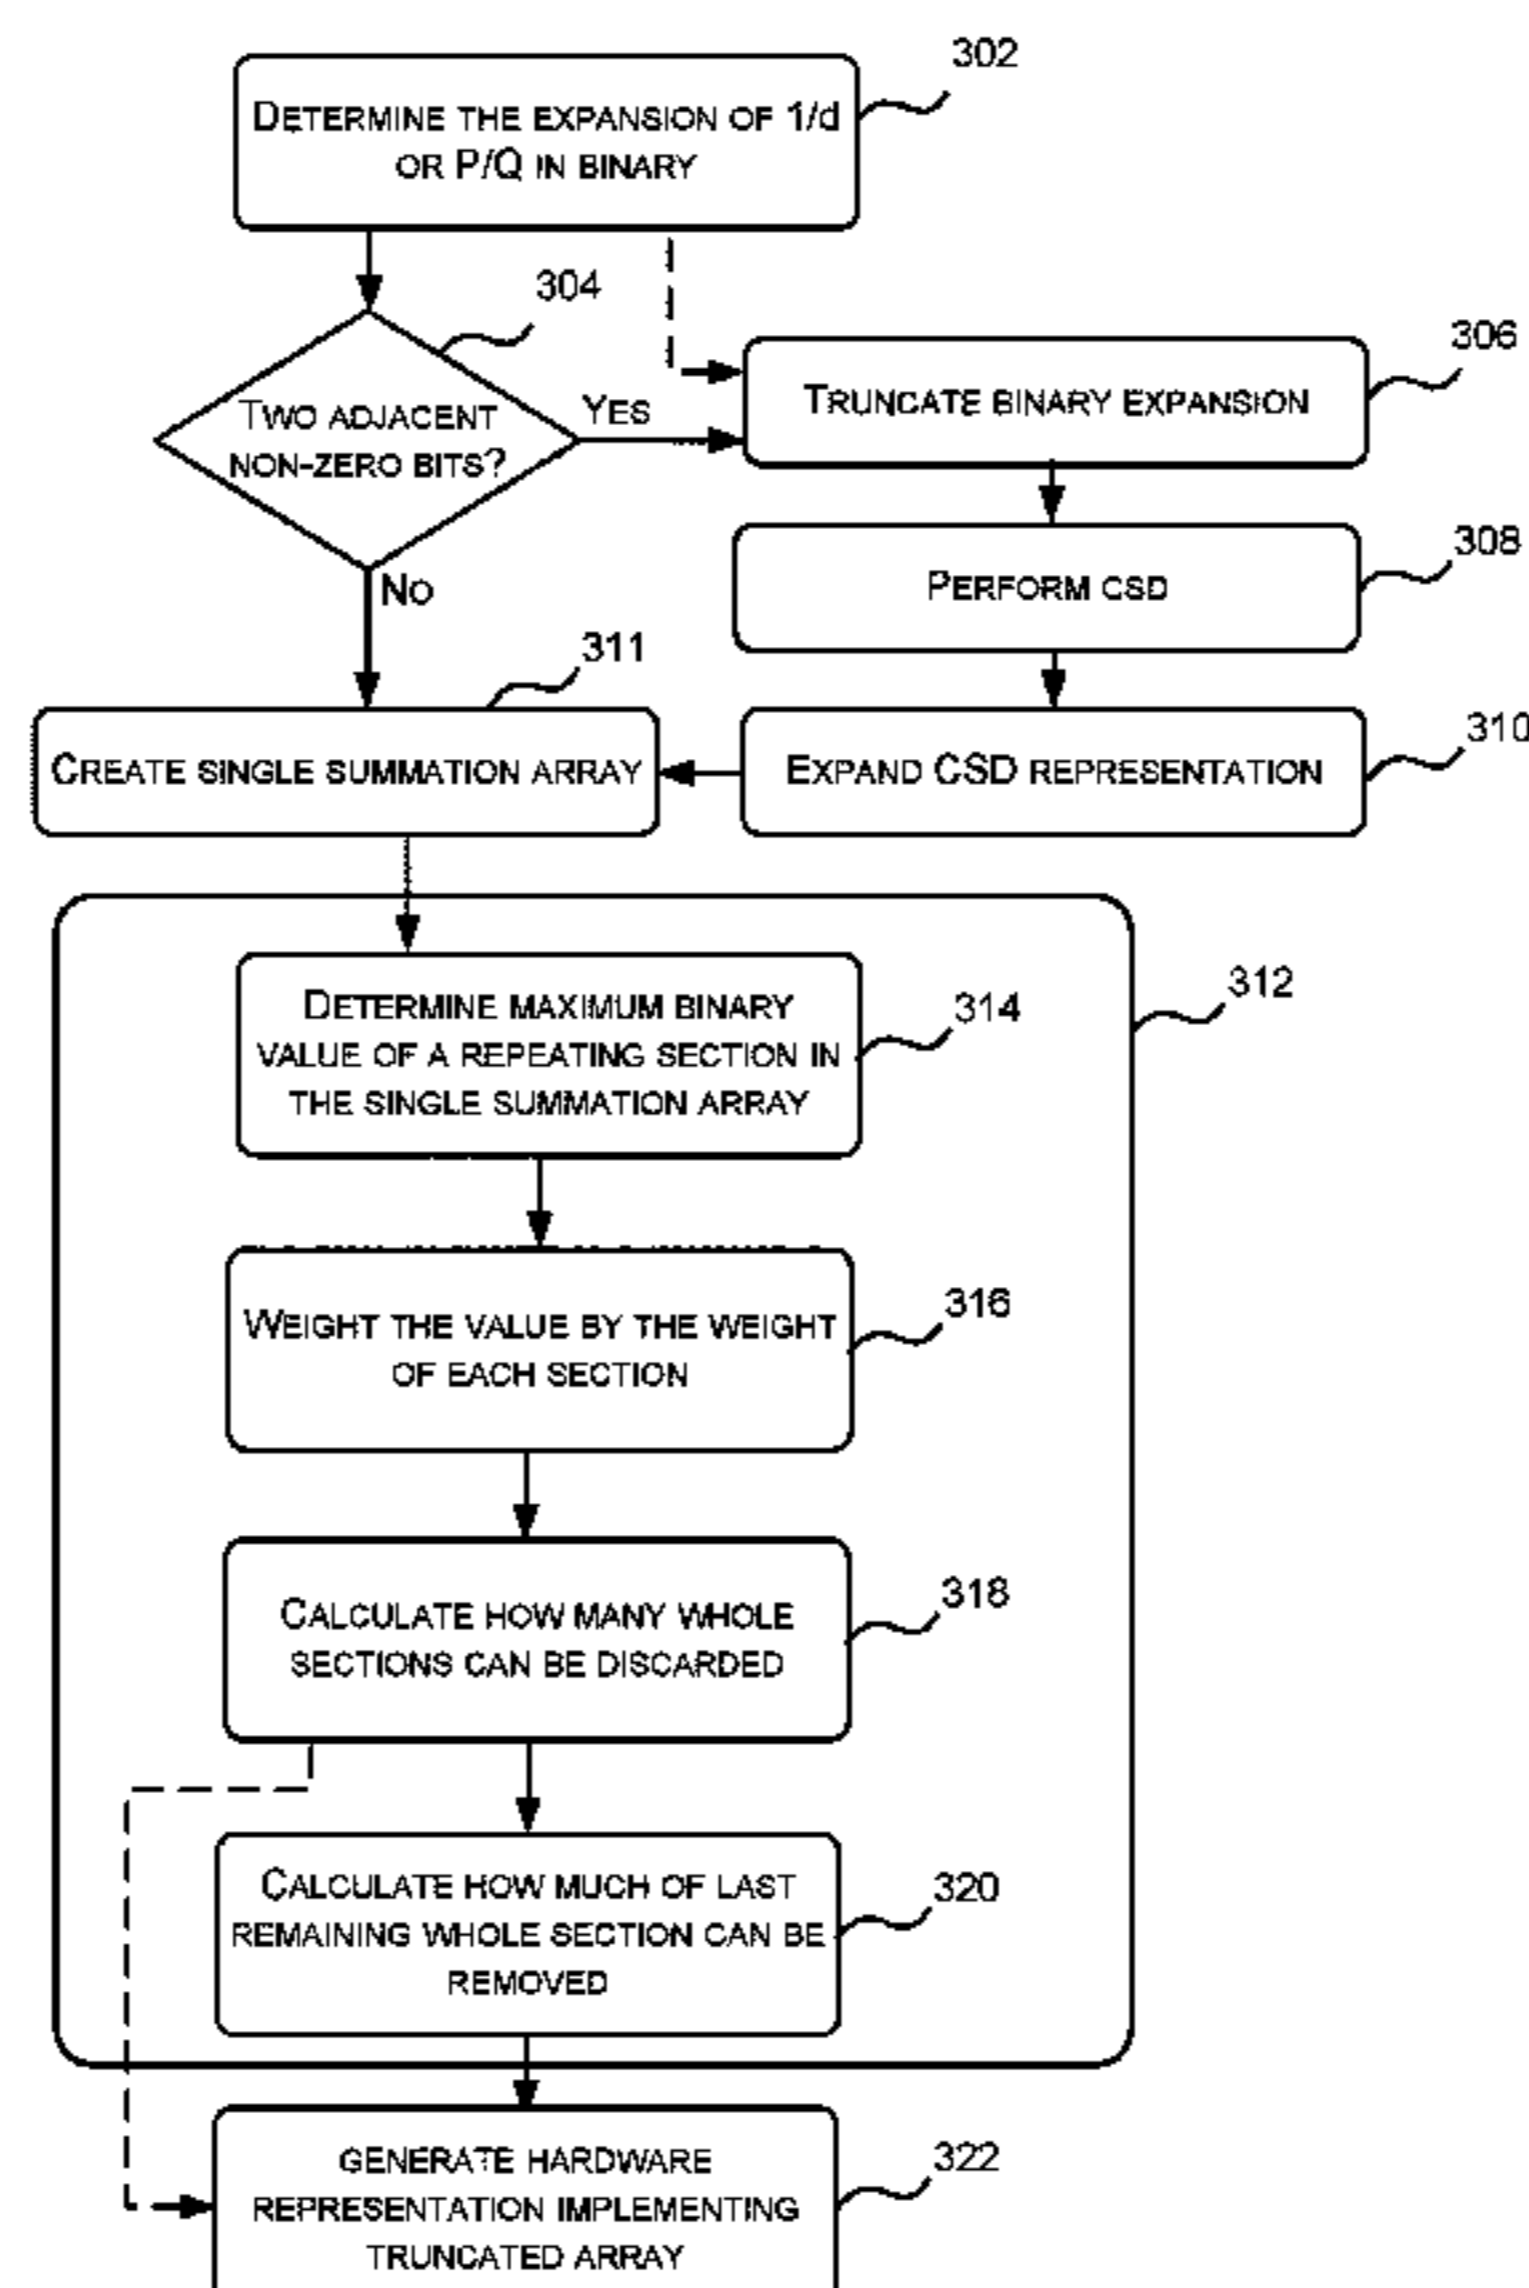 302
DETERMINE THE EXPANSION OF 1/d
OR P/Q IN BINARY
304
TWO ADJACENT
NON-ZERO BITS?
YES
NO
306
TRUNCATE BINARY EXPANSION
308
PERFORM CSD
310
EXPAND CSD REPRESENTATION
311
CREATE SINGLE SUMMATION ARRAY
312
314
DETERMINE MAXIMUM BINARY
VALUE OF A REPEATING SECTION IN
THE SINGLE SUMMATION ARRAY
316
WEIGHT THE VALUE BY THE WEIGHT
OF EACH SECTION
318
CALCULATE HOW MANY WHOLE
SECTIONS CAN BE DISCARDED
320
CALCULATE HOW MUCH OF LAST
REMAINING WHOLE SECTION CAN BE
REMOVED
322
GENERATE HARDWARE
REPRESENTATION IMPLEMENTING
TRUNCATED ARRAY